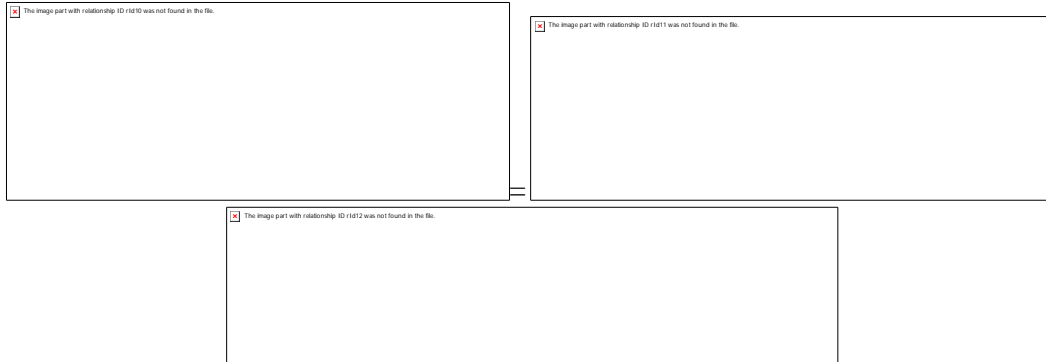 The image part with relationship ID rId10 was not found in the file.
The image part with relationship ID rId11 was not found in the file.
=
The image part with relationship ID rId12 was not found in the file.